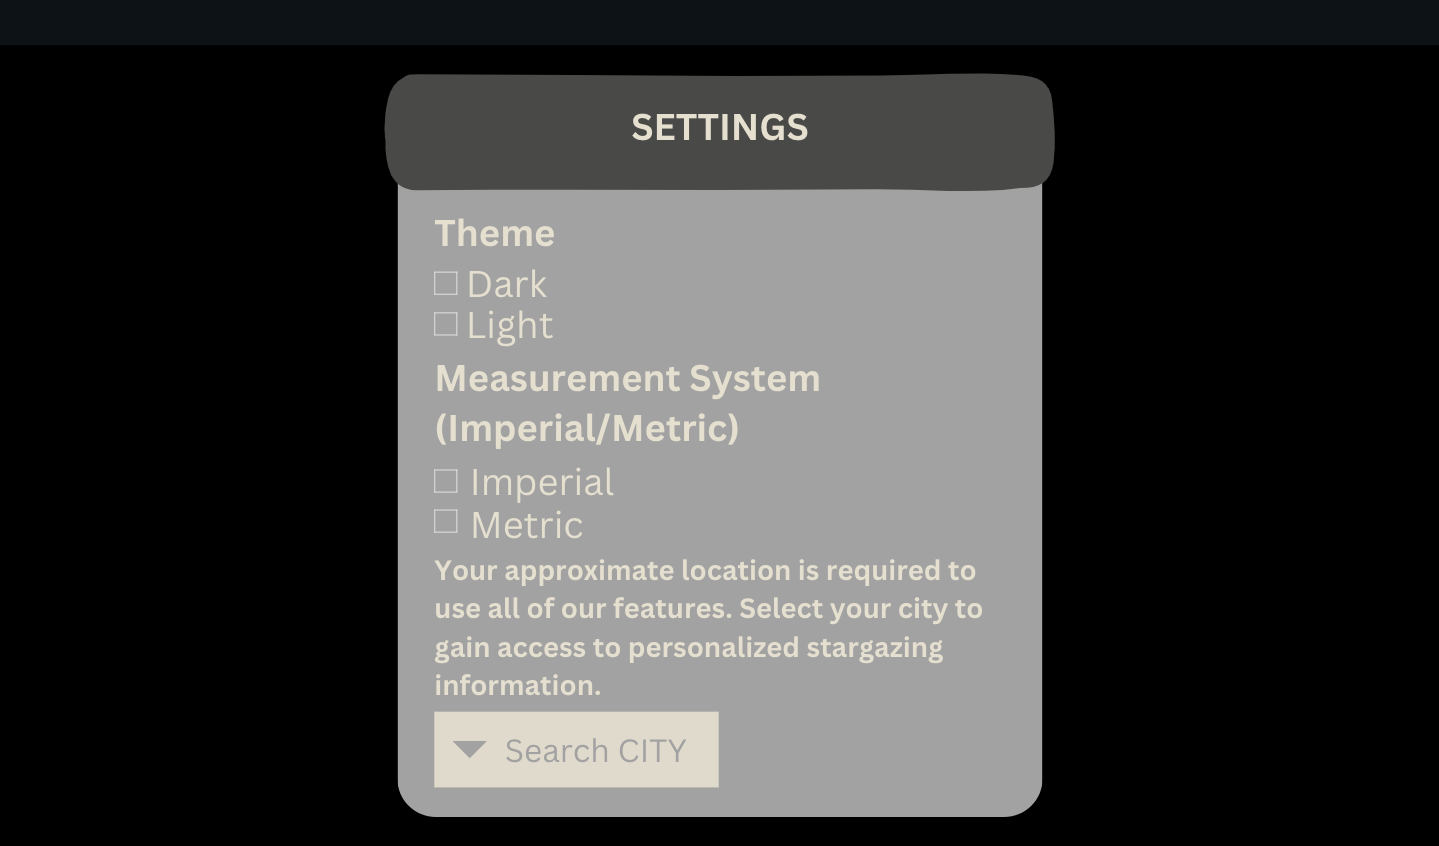 SETTINGS
Theme
Dark
Light
Measurement System
(Imperial/Metric)
Imperial
Metric
Your approximate location is required to
use all of our features. Select your city to
gain access to personalized stargazing
information.
Search CITY